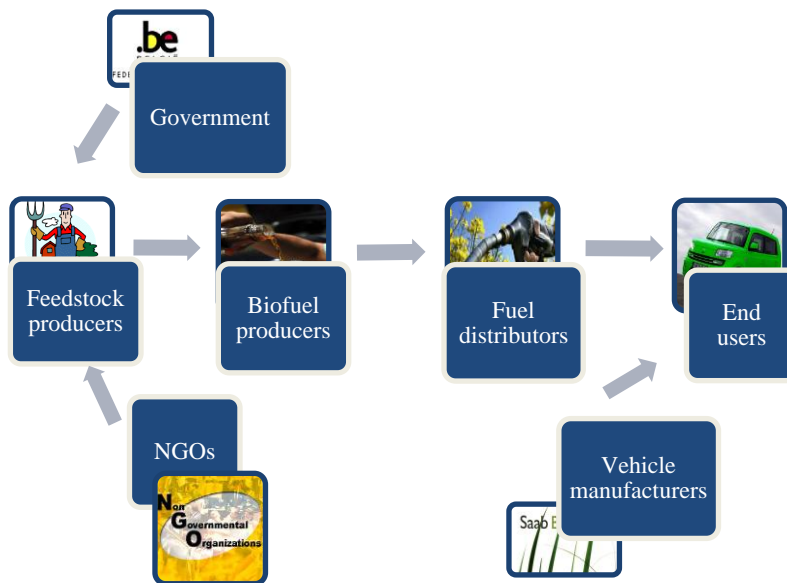 .be
Government
Feedstock
producers
Biofuel
producers
Fuel
distributors
End
users
NGOs
Non
Governmental
Organizations
Vehicle
manufacturers
Saab